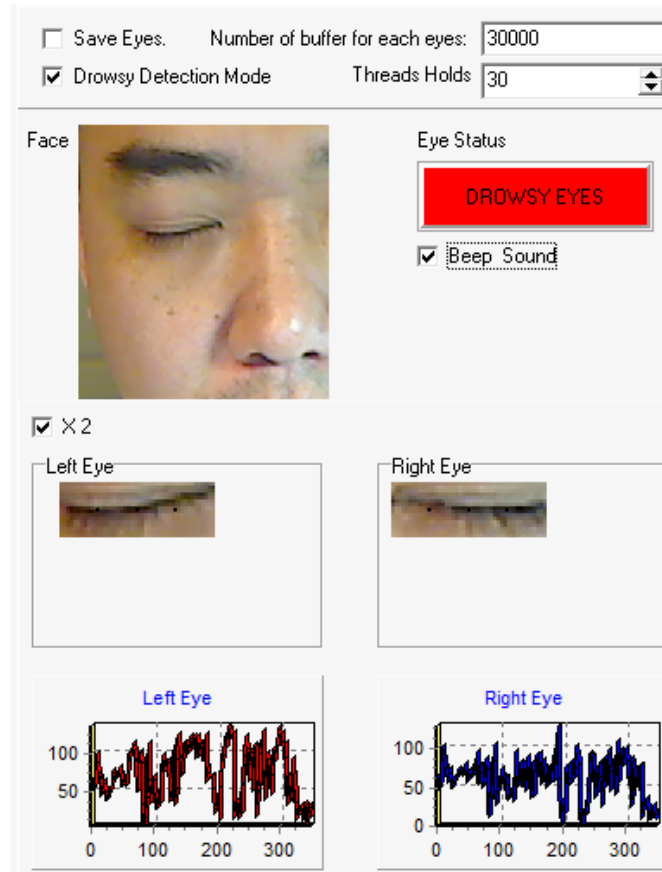 Save Eyes. Number of buffer for each eyes: 30000
Drowsy Detection Mode Threads Holds 30
Face Eye Status
DROWSY EYES
Beep Sound
X 2
Left Eye Right Eye
Left Eye Right Eye
100 100
50 50
0
0 100 200 300 0 100 200 300